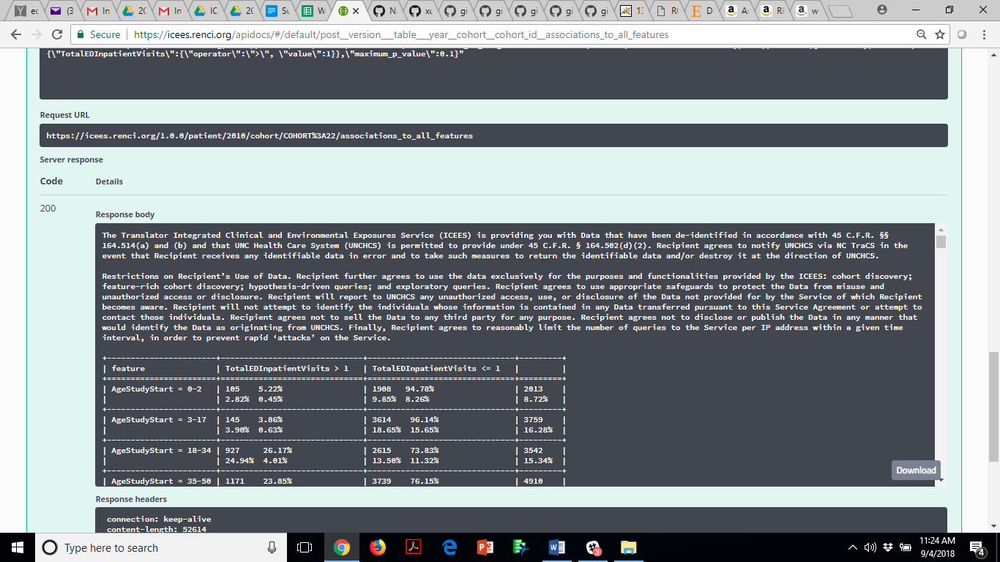 ec
(3
In
20
In
IC
20
Su
W
N
xu
gi
gi
gi
gi
gi
13
R
D
A
R
w
Secure
https://icees.renci.org/apidocs/#/default/post__version___table___year__cohort__cohort_id__associations_to_all_features
{\"TotalEDInpatientVisits\":{\"operator\":\">\", \"value\":1}},\"maximum_p_value\":0.1}"
Request URL
https://icees.renci.org/1.0.0/patient/2010/cohort/COHORT%3A22/associations_to_all_features
Server response
Code Details
200
Response body
The Translator Integrated Clinical and Environmental Exposures Service (ICEES) is providing you with Data that have been de-identified in accordance with 45 C.F.R. §§
164.514(a) and (b) and that UNC Health Care System (UNCHCS) is permitted to provide under 45 C.F.R. § 164.502(d)(2). Recipient agrees to notify UNCHCS via NC TraCS in the
event that Recipient receives any identifiable data in error and to take such measures to return the identifiable data and/or destroy it at the direction of UNCHCS.
Restrictions on Recipient’s Use of Data. Recipient further agrees to use the data exclusively for the purposes and functionalities provided by the ICEES: cohort discovery;
feature-rich cohort discovery; hypothesis-driven queries; and exploratory queries. Recipient agrees to use appropriate safeguards to protect the Data from misuse and
unauthorized access or disclosure. Recipient will report to UNCHCS any unauthorized access, use, or disclosure of the Data not provided for by the Service of which Recipient
becomes aware. Recipient will not attempt to identify the individuals whose information is contained in any Data transferred pursuant to this Service Agreement or attempt to
contact those individuals. Recipient agrees not to sell the Data to any third party for any purpose. Recipient agrees not to disclose or publish the Data in any manner that
would identify the Data as originating from UNCHCS. Finally, Recipient agrees to reasonably limit the number of queries to the Service per IP address within a given time
interval, in order to prevent rapid ‘attacks’ on the Service.
| feature | TotalEDInpatientVisits > 1 | TotalEDInpatientVisits <= 1 | |
| AgeStudyStart = 0-2 | 105 5.22% | 1908 94.78% | 2013 |
| | 2.82% 0.45% | 9.85% 8.26% | 8.72% |
| AgeStudyStart = 3-17 | 145 3.86% | 3614 96.14% | 3759 |
| | 3.90% 0.63% | 18.65% 15.65% | 16.28% |
| AgeStudyStart = 18-34 | 927 26.17% | 2615 73.83% | 3542 |
| | 24.94% 4.01% | 13.50% 11.32% | 15.34% |
| AgeStudyStart = 35-50 | 1171 23.85% | 3739 76.15% | 4910 |
Download
Response headers
connection: keep-alive
content-length: 52614
Type here to search
11:24 AM
9/4/2018
3
4